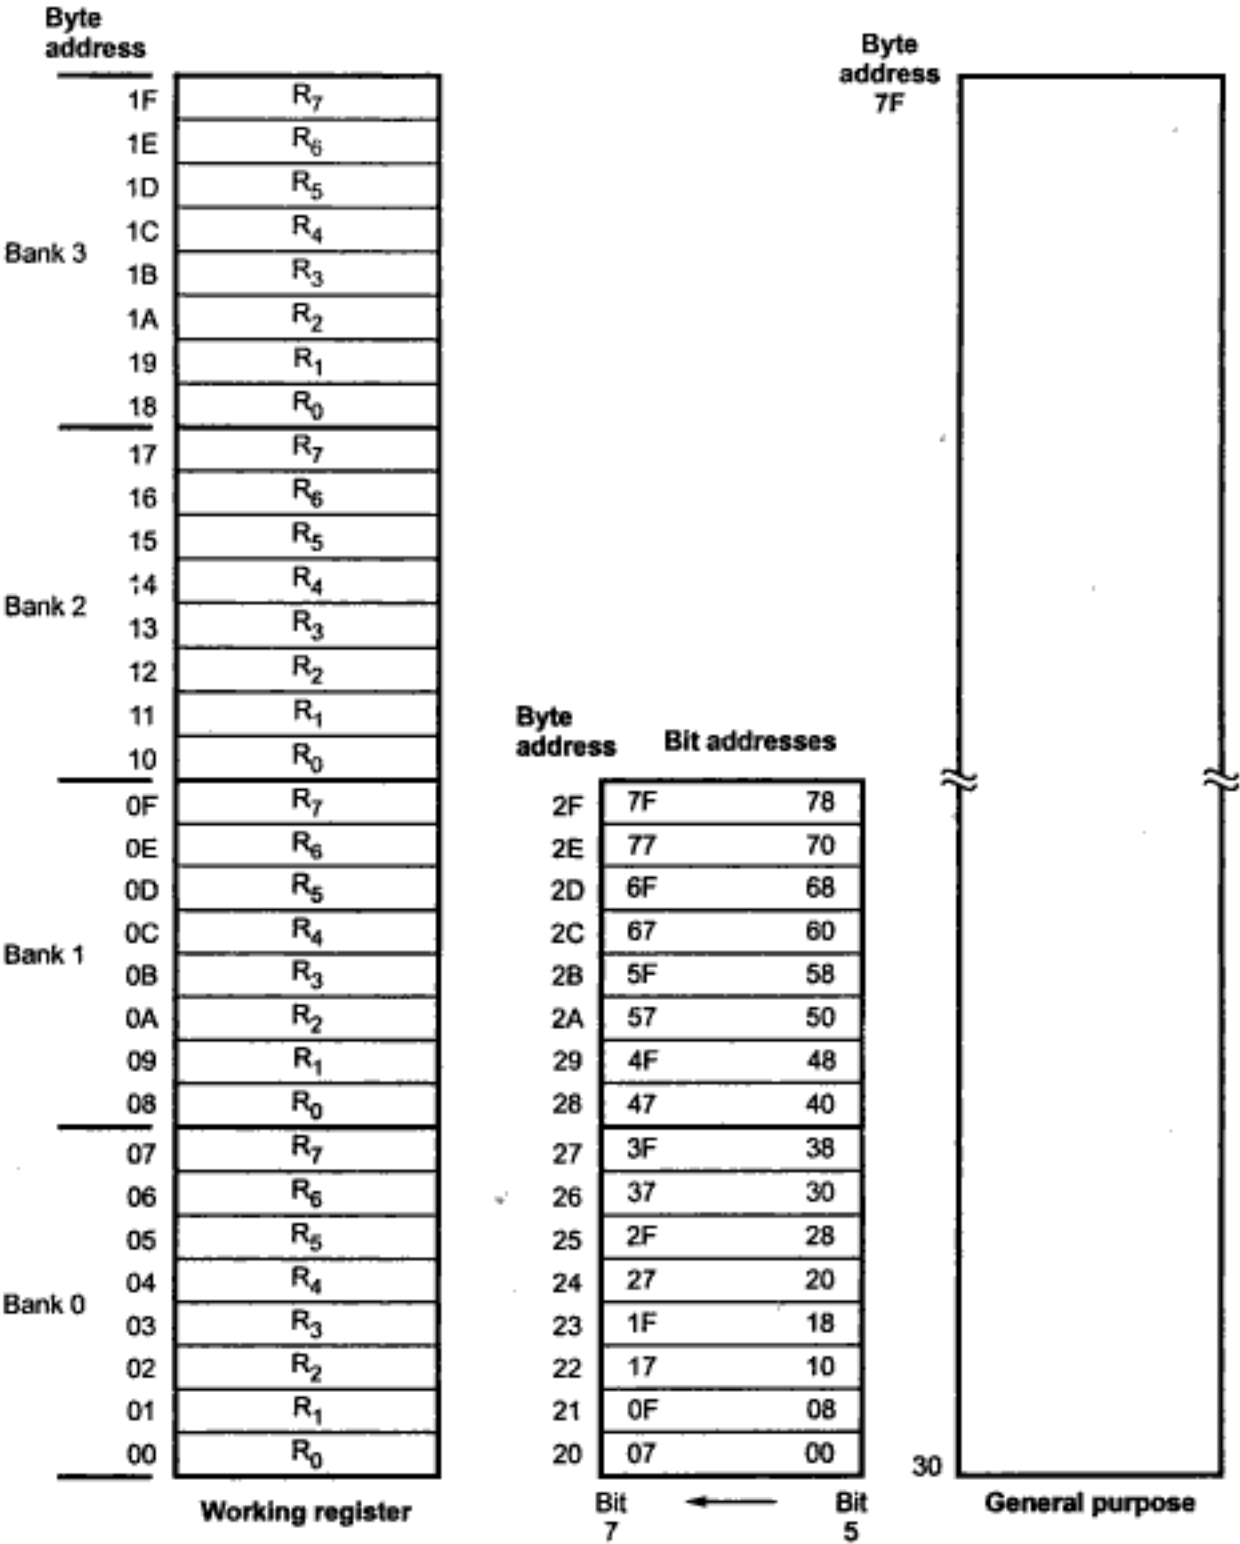 Byte
address
1F R7
1E R6
1D R5
1C R4
Bank 3
1B R3
1A R2
19 R1
18 R0
17 R7
16 R6
15 R5
14 R4
Bank 2
13 R3
12 R2
11 R1
10 R0
0F R7
0E R6
0D R5
0C R4
Bank 1
0B R3
0A R2
09 R1
08 R0
07 R7
06 R6
05 R5
04 R4
Bank 0
03 R3
02 R2
01 R1
00 R0
Working register
Byte
address
Bit addresses
2F 7F 78
2E 77 70
2D 6F 68
2C 67 60
2B 5F 58
2A 57 50
29 4F 48
28 47 40
27 3F 38
26 37 30
25 2F 28
24 27 20
23 1F 18
22 17 10
21 0F 08
20 07 00
Bit Bit
7 5
Byte
address
7F
30
General purpose